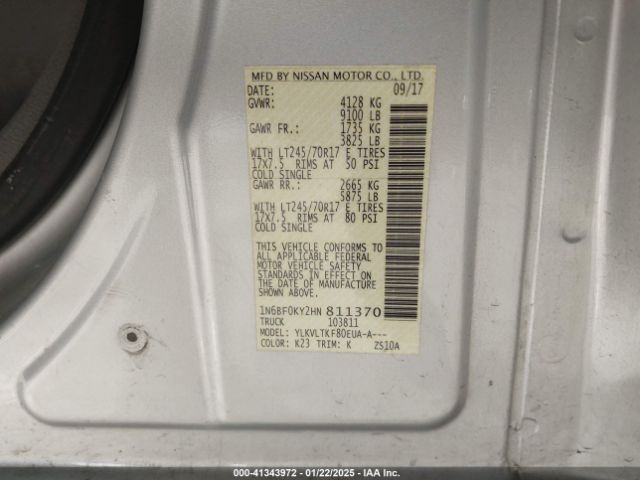 MFD BY NISSAN MOTOR CO., LTD.
DATE: 09/17
GVWR: 4128 KG
9100 LB
GAWR FR.: 1735 KG
3825 LB
WITH LT245/70R17 E TIRES
17X7.5 RIMS AT 50 PSI
COLD SINGLE
GAWR RR.: 2665 KG
5875 LB
WITH LT245/70R17 E TIRES
17X7.5 RIMS AT 80 PSI
COLD SINGLE
THIS VEHICLE CONFORMS TO
ALL APPLICABLE FEDERAL
MOTOR VEHICLE SAFETY
STANDARDS IN EFFECT ON
THE DATE OF MANUFACTURE
SHOWN ABOVE.
1N6BF0KY2HN 811370
TRUCK 103811
MODEL: YLKVLTKF80EUA-A---
COLOR: K23 TRIM: K ZS10A
000-41343972 - 01/22/2025 - IAA Inc.